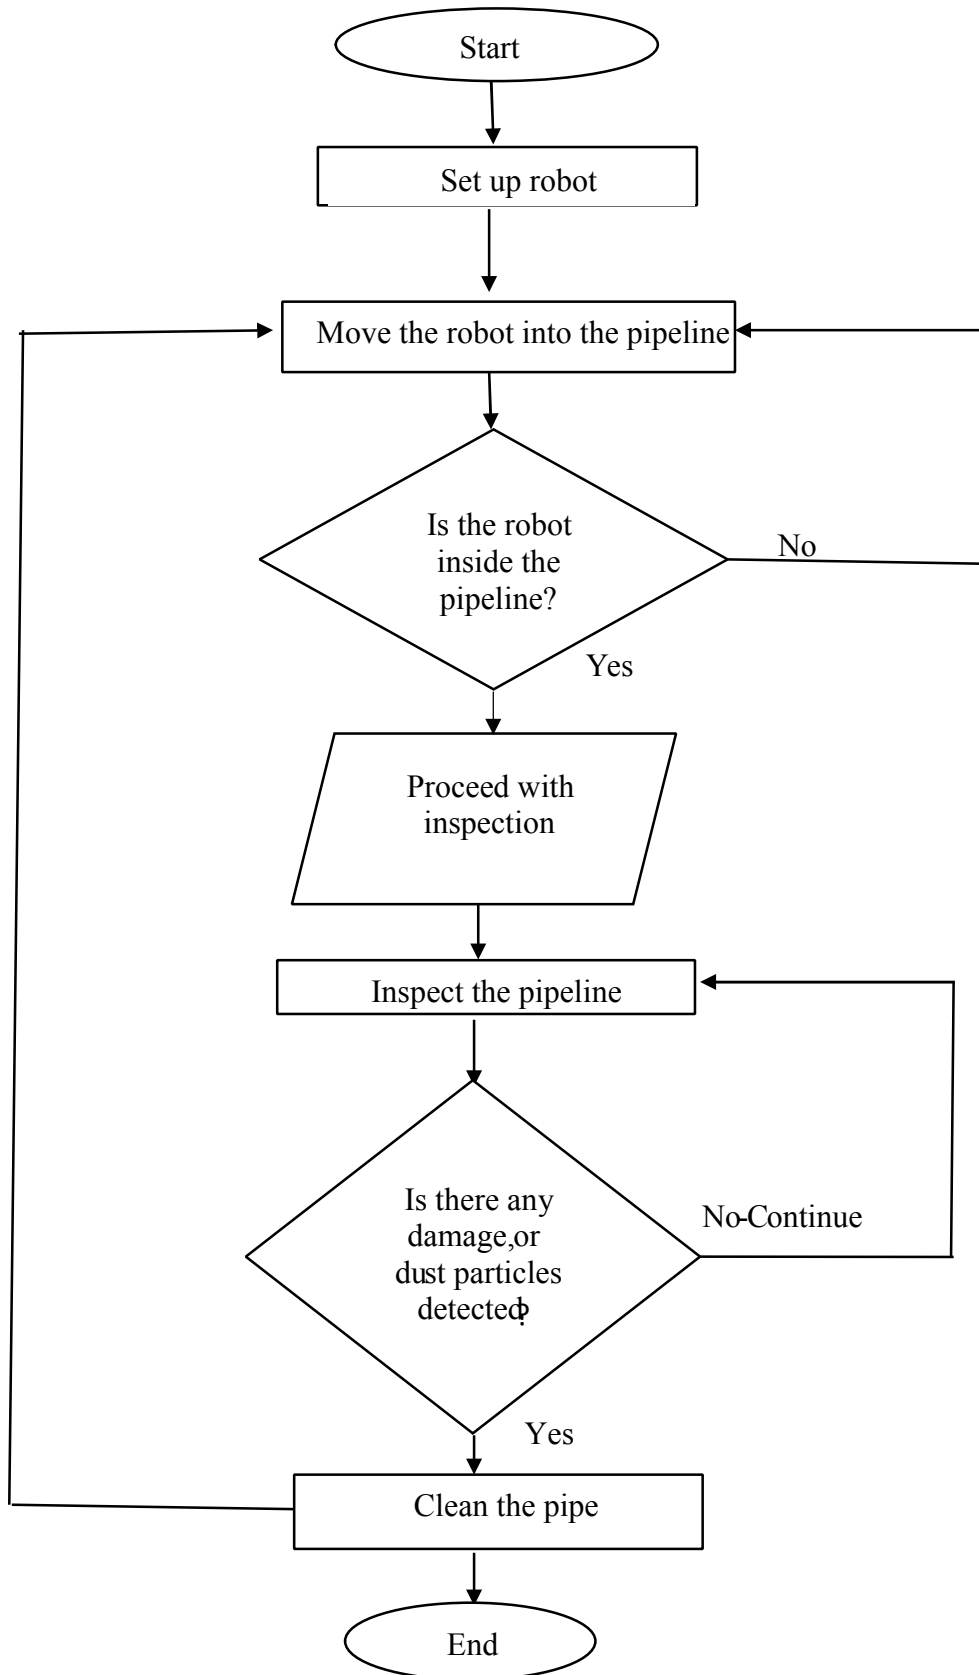 Start
Set up robot
Move the robot into the pipeline
Is the robot
inside the
pipeline?
No
Yes
Proceed with
inspection
Inspect the pipeline
Is there any
damage,or
dust particles
detected?
No-Continue
Yes
Clean the pipe
End